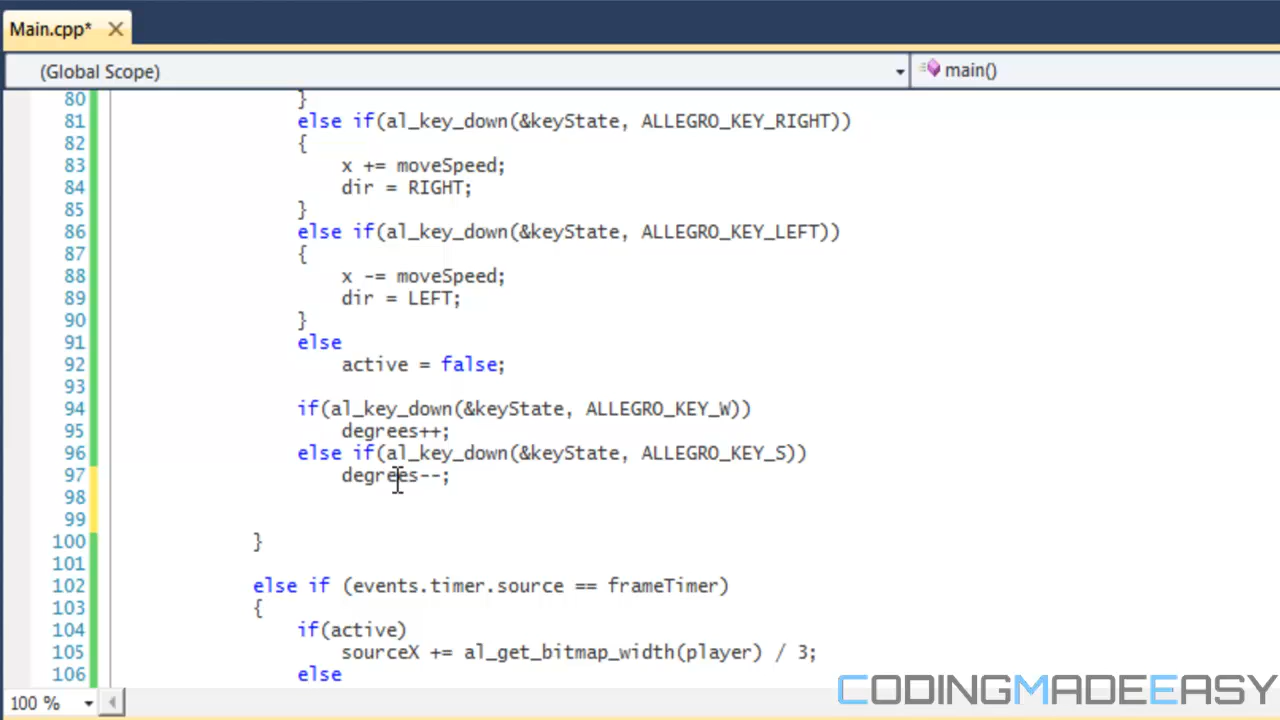 Main.cpp*
(Global Scope)
main()
80 }
81 else if(al_key_down(&keyState, ALLEGRO_KEY_RIGHT))
82 {
83 x += moveSpeed;
84 dir = RIGHT;
85 }
86 else if(al_key_down(&keyState, ALLEGRO_KEY_LEFT))
87 {
88 x -= moveSpeed;
89 dir = LEFT;
90 }
91 else
92 active = false;
93
94 if(al_key_down(&keyState, ALLEGRO_KEY_W))
95 degrees++;
96 else if(al_key_down(&keyState, ALLEGRO_KEY_S))
97 degrees--;
98
99
100 }
101
102 else if (events.timer.source == frameTimer)
103 {
104 if(active)
105 sourceX += al_get_bitmap_width(player) / 3;
106 else
100 %
CODINGMADEEASY